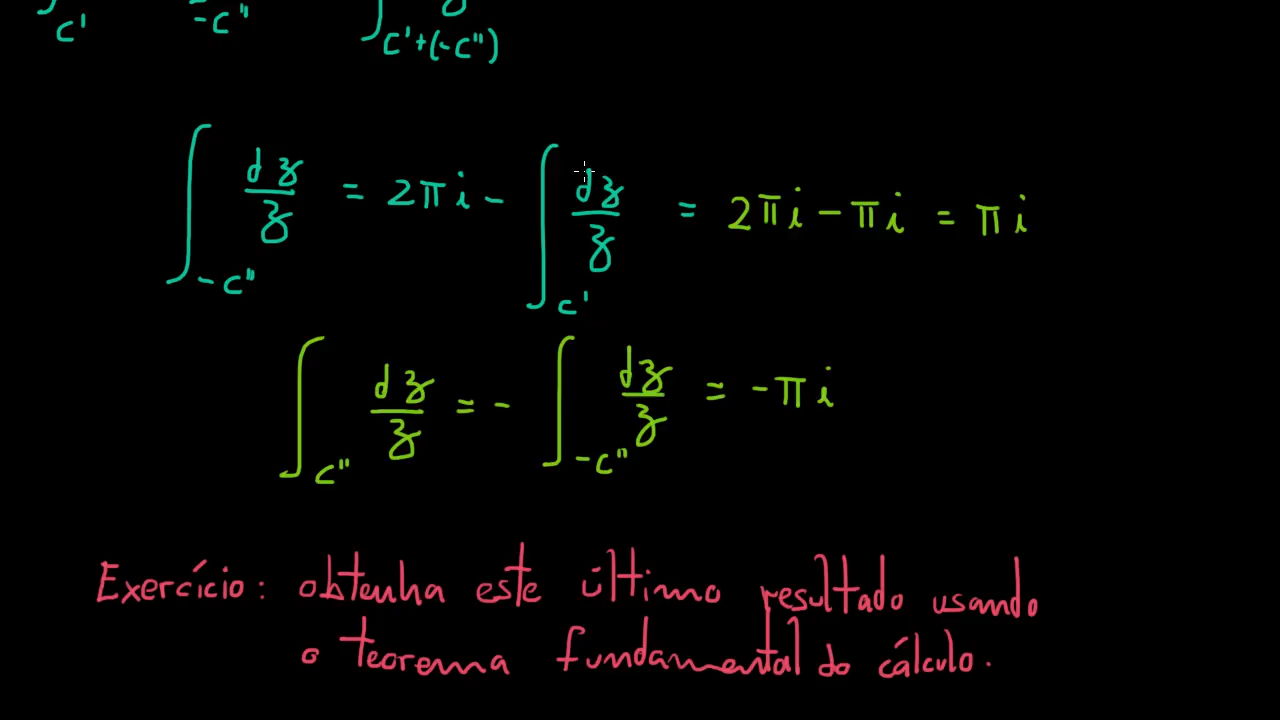 ∫_{C'} ∫_{-C''} ∫_{C'+(-C'')}
∫_{-C''} dz/z = 2πi - ∫_{C'} dz/z = 2πi - πi = πi
∫_{C''} dz/z = - ∫_{-C''} dz/z = -πi
Exercício: obtenha este último resultado usando
o teorema fundamental do cálculo.